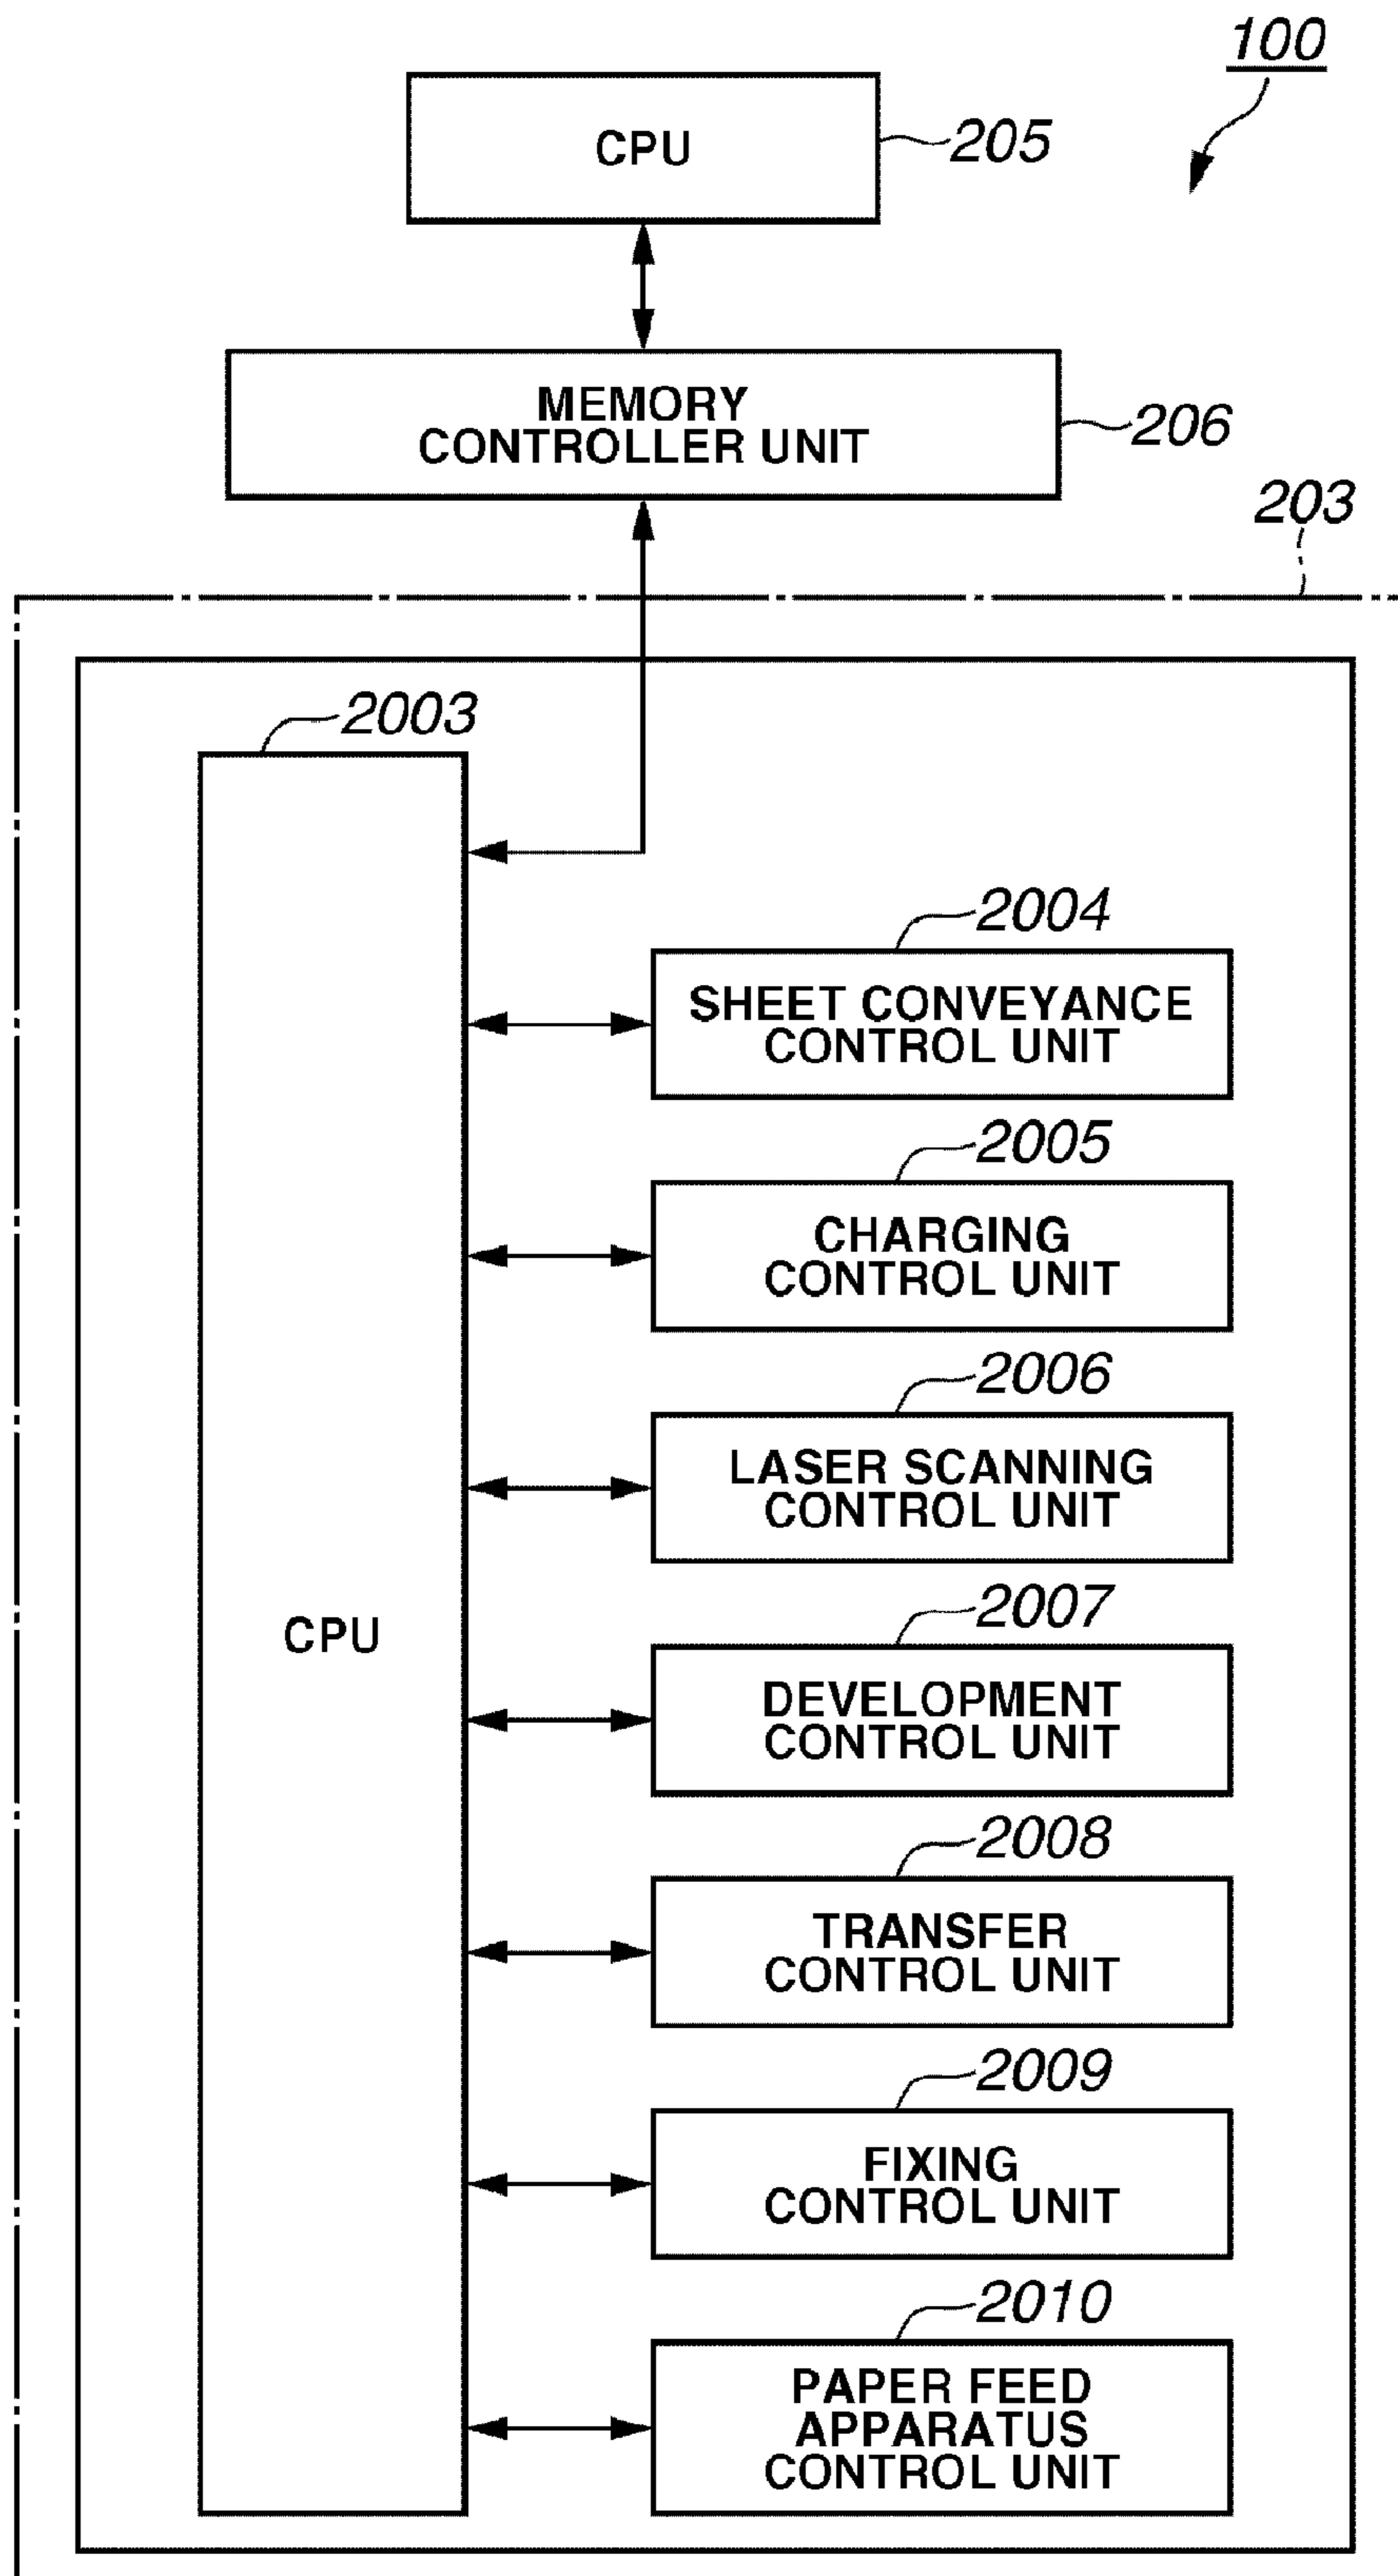 100
CPU
205
MEMORY
CONTROLLER UNIT
206
203
2003
CPU
2004
SHEET CONVEYANCE
CONTROL UNIT
2005
CHARGING
CONTROL UNIT
2006
LASER SCANNING
CONTROL UNIT
2007
DEVELOPMENT
CONTROL UNIT
2008
TRANSFER
CONTROL UNIT
2009
FIXING
CONTROL UNIT
2010
PAPER FEED
APPARATUS
CONTROL UNIT